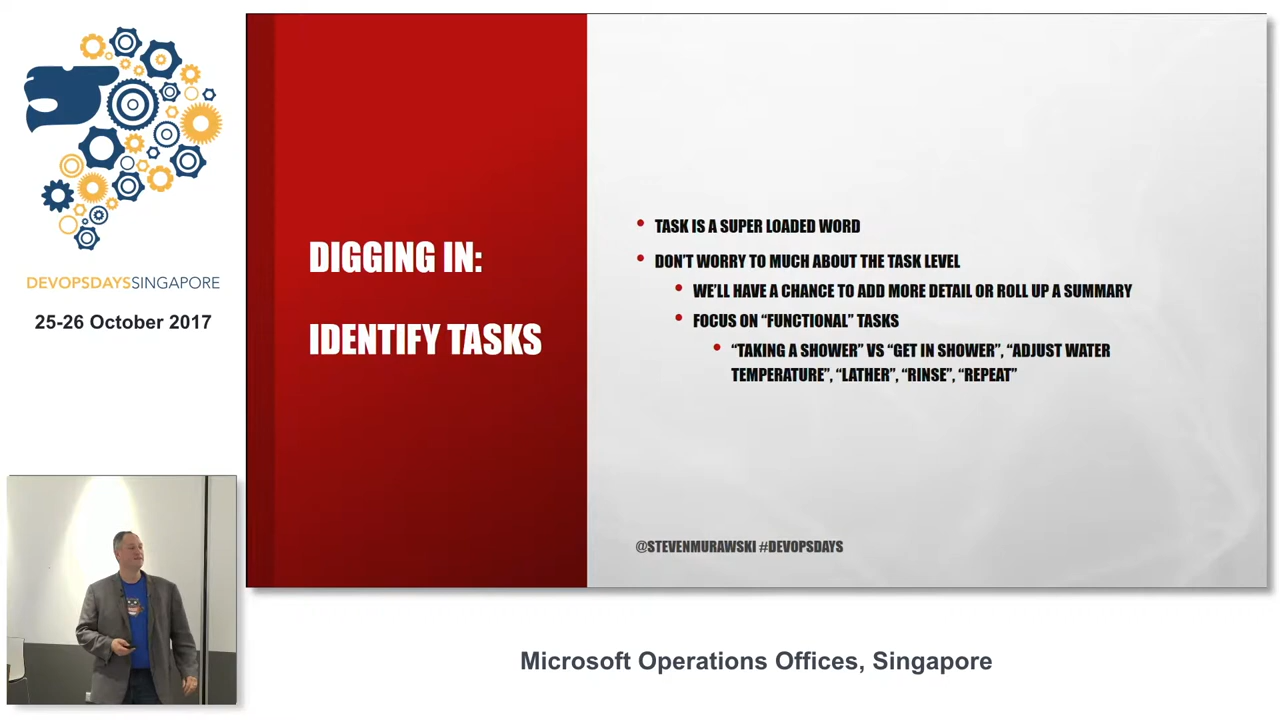 DEVOPSDAYSSINGAPORE
25-26 October 2017
DIGGING IN:
IDENTIFY TASKS
• TASK IS A SUPER LOADED WORD
• DON'T WORRY TO MUCH ABOUT THE TASK LEVEL
• WE'LL HAVE A CHANCE TO ADD MORE DETAIL OR ROLL UP A SUMMARY
• FOCUS ON “FUNCTIONAL” TASKS
• “TAKING A SHOWER” VS “GET IN SHOWER”, “ADJUST WATER
TEMPERATURE”, “LATHER”, “RINSE”, “REPEAT”
@STEVENMURAWSKI #DEVOPSDAYS
Microsoft Operations Offices, Singapore